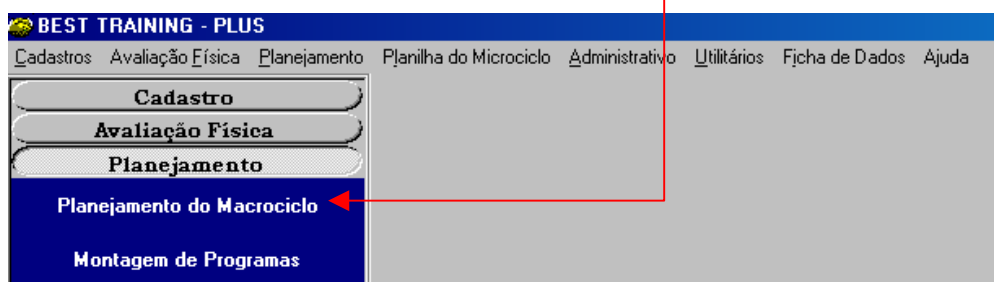 BEST TRAINING - PLUS
Cadastros Avaliação Física Planejamento Planilha do Microciclo Administrativo Utilitários Ficha de Dados Ajuda
Cadastro
Avaliação Física
Planejamento
Planejamento do Macrociclo
Montagem de Programas